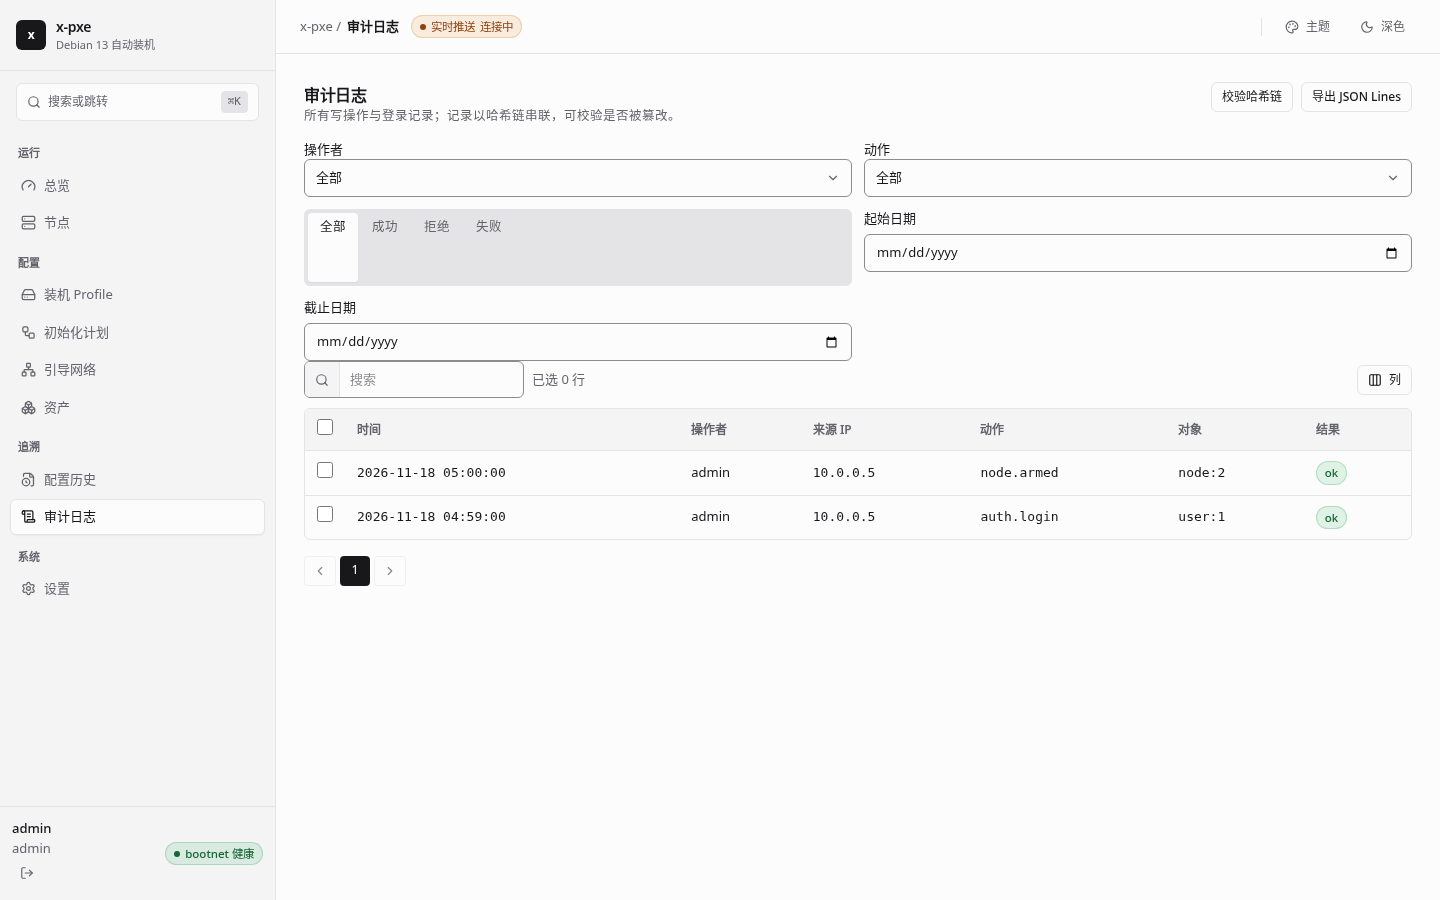 x
x-pxe
Debian 13 自动装机
搜索或跳转
⌘K
运行
总览
节点
配置
装机 Profile
初始化计划
引导网络
资产
追溯
配置历史
审计日志
系统
设置
admin
admin
bootnet 健康
x-pxe / 审计日志
实时推送 连接中
主题
深色
审计日志
所有写操作与登录记录；记录以哈希链串联，可校验是否被篡改。
校验哈希链
导出 JSON Lines
操作者
全部
动作
全部
全部 成功 拒绝 失败
起始日期
mm/dd/yyyy
截止日期
mm/dd/yyyy
搜索
已选 0 行
列
时间 操作者 来源 IP 动作 对象 结果
2026-11-18 05:00:00 admin 10.0.0.5 node.armed node:2 ok
2026-11-18 04:59:00 admin 10.0.0.5 auth.login user:1 ok
1